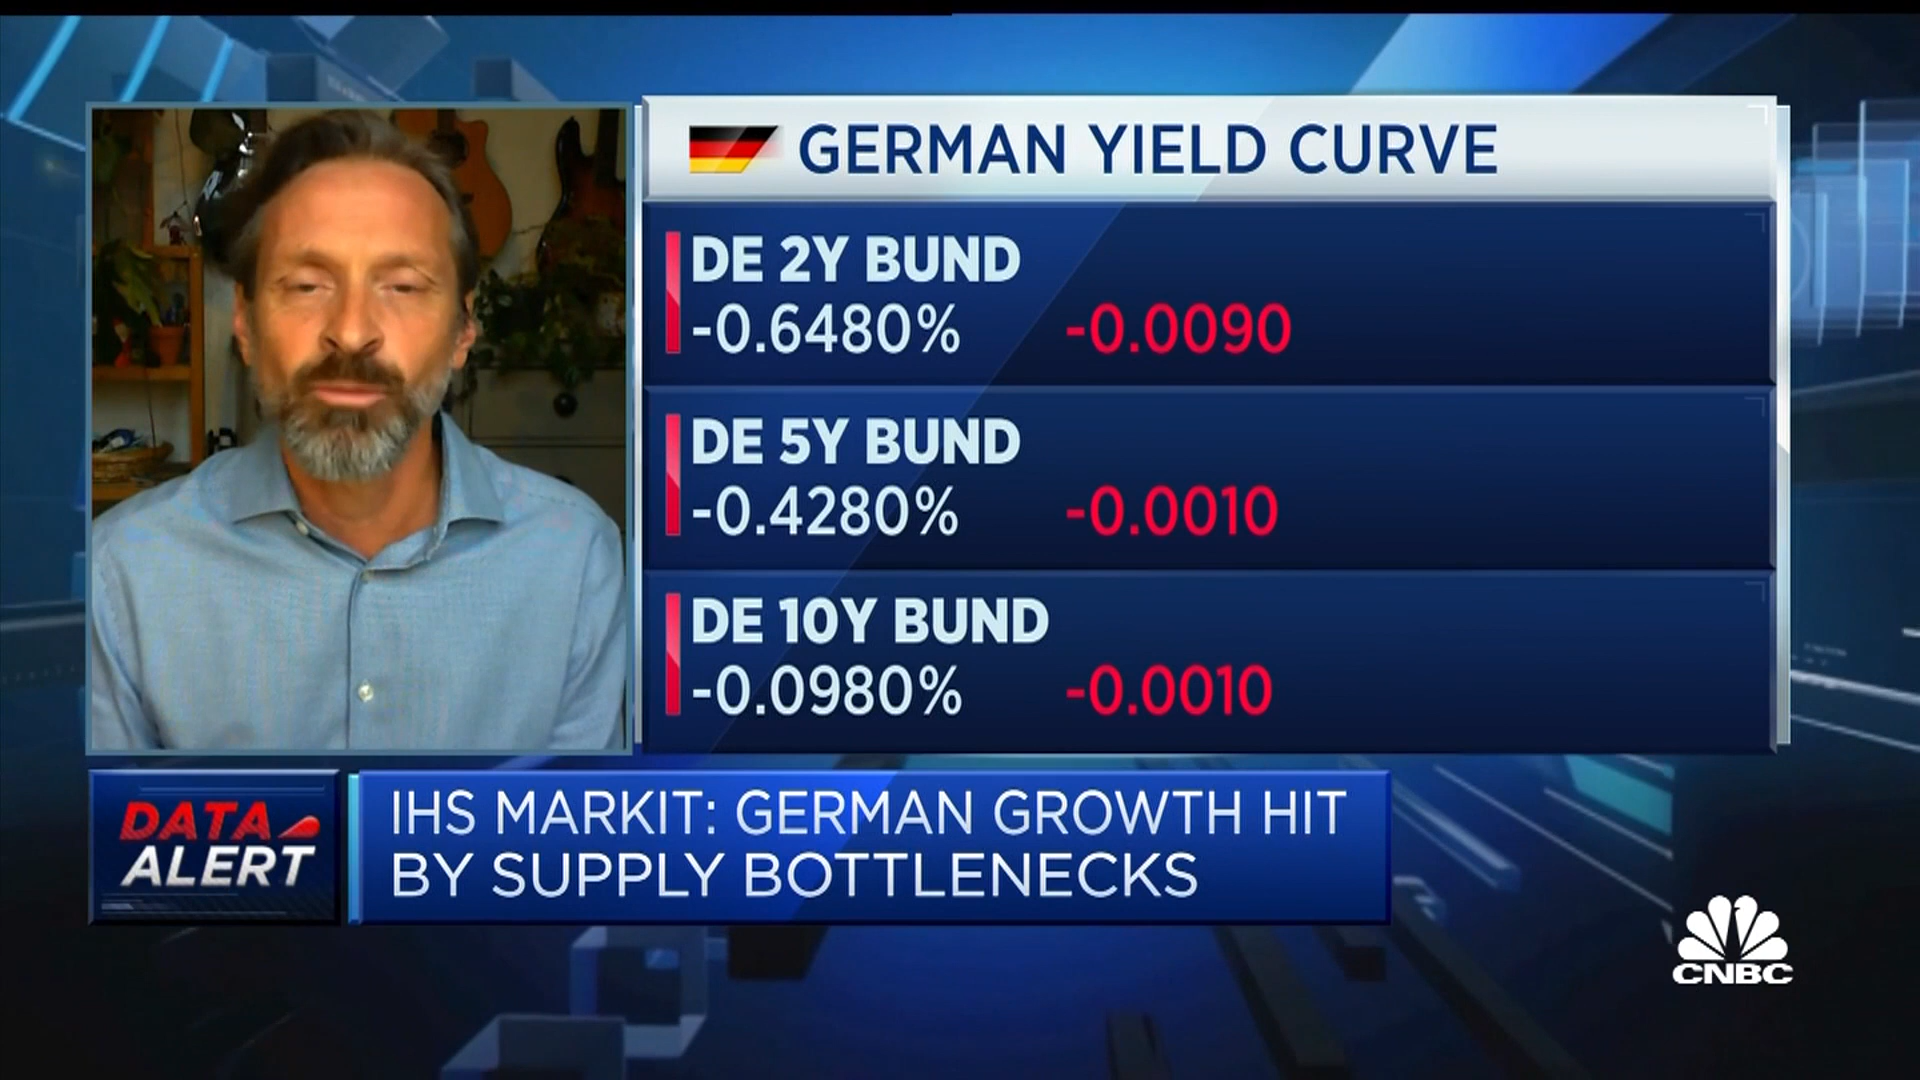 GERMAN YIELD CURVE
DE 2Y BUND
-0.6480% -0.0090
DE 5Y BUND
-0.4280% -0.0010
DE 10Y BUND
-0.0980% -0.0010
DATA
ALERT
IHS MARKIT: GERMAN GROWTH HIT
BY SUPPLY BOTTLENECKS
CNBC